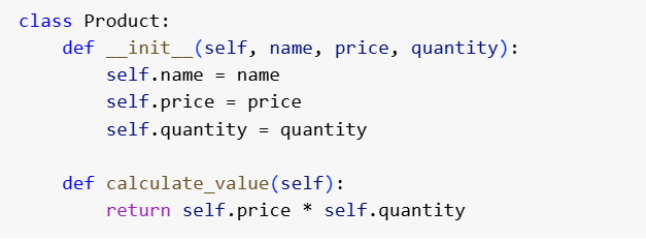 class Product:
    def __init__(self, name, price, quantity):
        self.name = name
        self.price = price
        self.quantity = quantity

    def calculate_value(self):
        return self.price * self.quantity